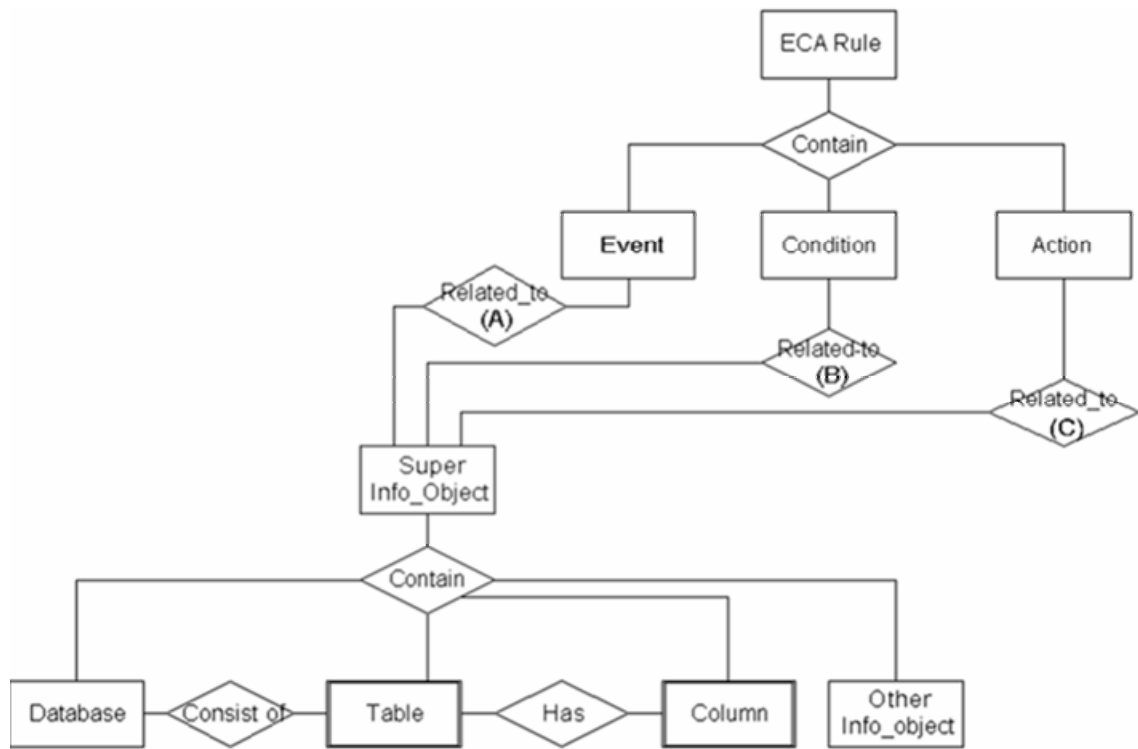 ECA Rule
Contain
Event
Condition
Action
Related_to
(A)
Related-to
(B)
Related_to
(C)
Super
Info_Object
Contain
Database
Consist of
Table
Has
Column
Other
Info_object